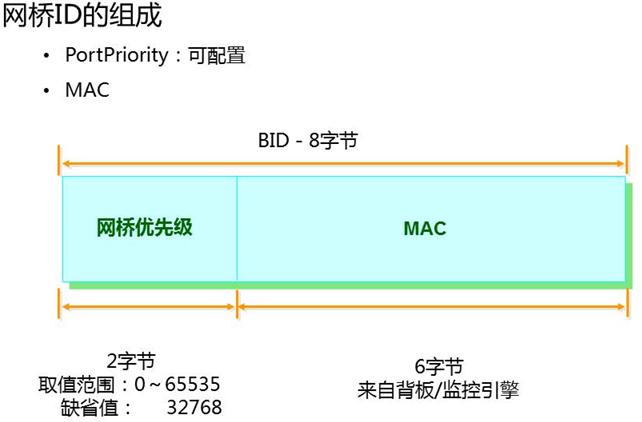 网桥ID的组成
• PortPriority：可配置
• MAC
BID - 8字节
网桥优先级
MAC
2字节
取值范围：0～65535
缺省值： 32768
6字节
来自背板/监控引擎